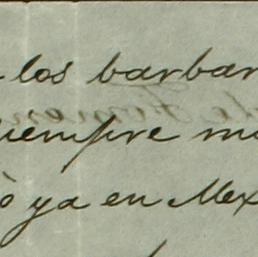 los barbar
siempre m
ó ya en Mex